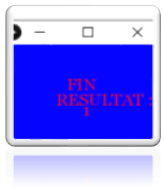 FIN
RESULTAT :
1